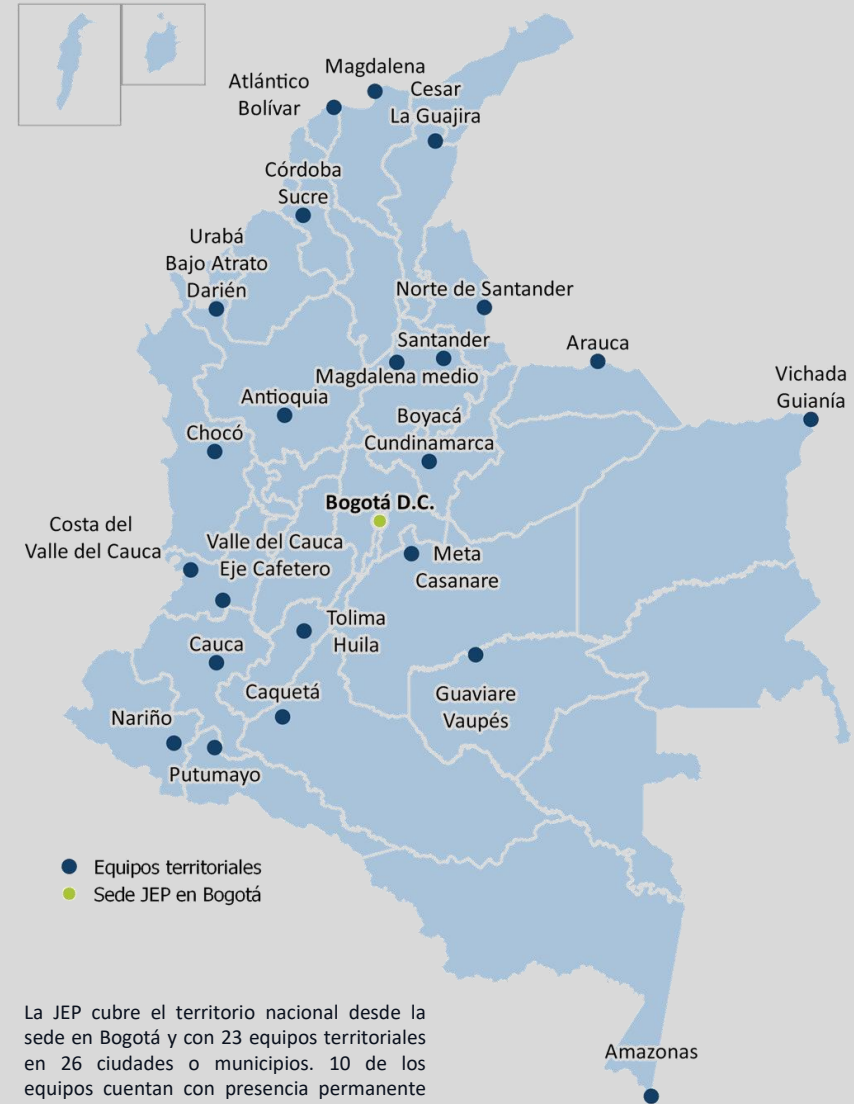 Magdalena
Atlántico
Bolívar
Cesar
La Guajira
Córdoba
Sucre
Urabá
Bajo Atrato
Darién
Norte de Santander
Santander
Arauca
Magdalena medio
Vichada
Guianía
Antioquia
Boyacá
Cundinamarca
Chocó
Bogotá D.C.
Costa del
Valle del Cauca
Valle del Cauca
Eje Cafetero
Meta
Casanare
Tolima
Huila
Cauca
Caquetá
Guaviare
Vaupés
Nariño
Putumayo
Equipos territoriales
Sede JEP en Bogotá
La JEP cubre el territorio nacional desde la
sede en Bogotá y con 23 equipos territoriales
en 26 ciudades o municipios. 10 de los
equipos cuentan con presencia permanente
Amazonas